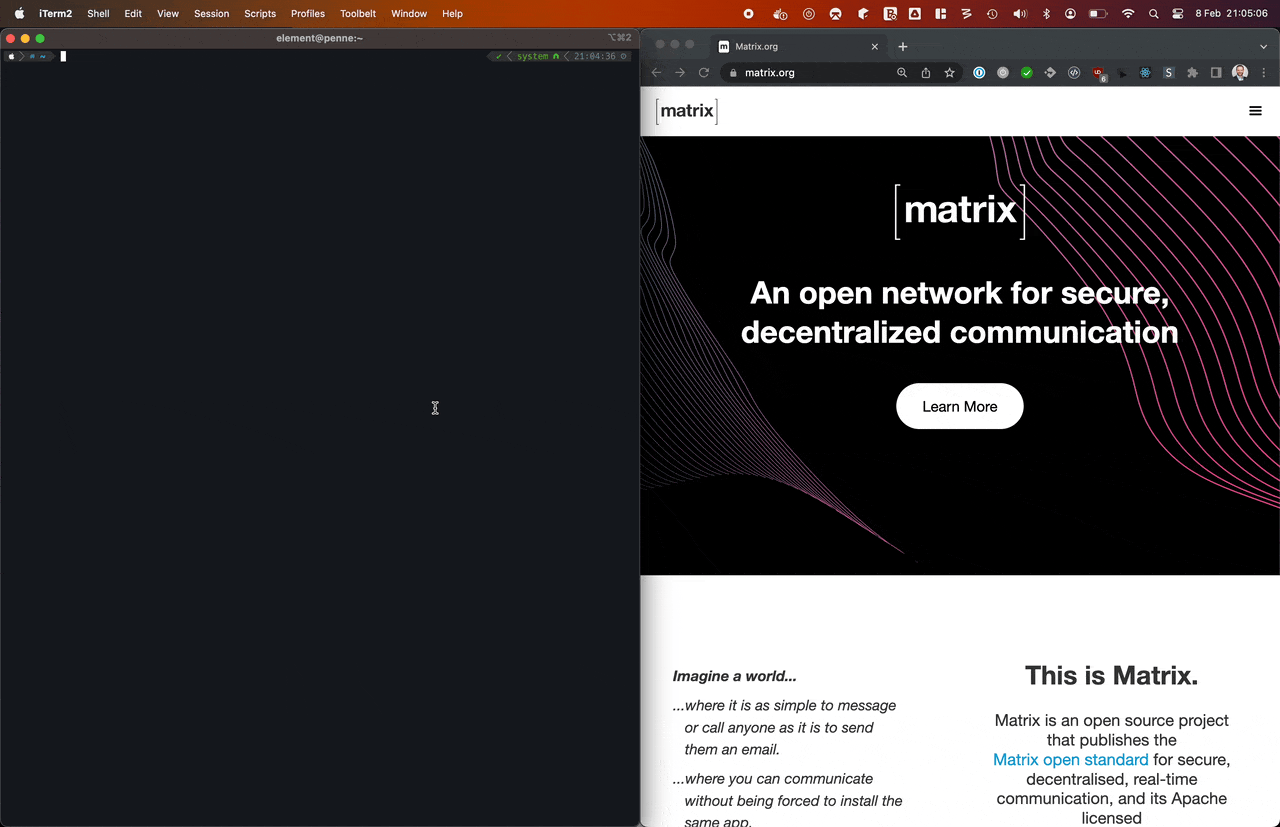 iTerm2 Shell Edit View Session Scripts Profiles Toolbelt Window Help 8 Feb 21:05:06
element@penne:~ ⌥⌘2
✓ system 21:04:36
m Matrix.org
matrix.org
6
S
[matrix]
[matrix]
An open network for secure,
decentralized communication
Learn More
Imagine a world...
...where it is as simple to message
or call anyone as it is to send
them an email.
...where you can communicate
without being forced to install the
same app.
This is Matrix.
Matrix is an open source project
that publishes the
Matrix open standard for secure,
decentralised, real-time
communication, and its Apache
licensed